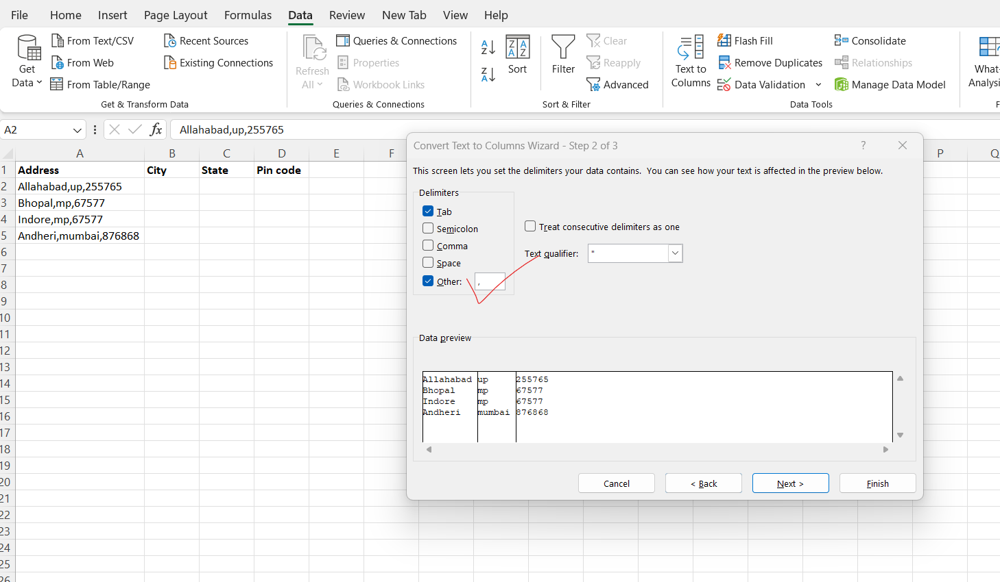 File Home Insert Page Layout Formulas Data Review New Tab View Help
Get Data
From Text/CSV
From Web
From Table/Range
Recent Sources
Existing Connections
Get & Transform Data
Refresh All
Queries & Connections
Properties
Workbook Links
Queries & Connections
Sort
Filter
Clear
Reapply
Advanced
Sort & Filter
Text to Columns
Flash Fill
Remove Duplicates
Data Validation
Consolidate
Relationships
Manage Data Model
Data Tools
What-
Analysis
F
A2 fx Allahabad,up,255765
A B C D E F P Q
1 Address City State Pin code
2 Allahabad,up,255765
3 Bhopal,mp,67577
4 Indore,mp,67577
5 Andheri,mumbai,876868
6
7
8
9
10
11
12
13
14
15
16
17
18
19
20
21
22
23
24
25
26
Convert Text to Columns Wizard - Step 2 of 3 ?
This screen lets you set the delimiters your data contains. You can see how your text is affected in the preview below.
Delimiters
Tab
Semicolon
Comma
Space
Other: ,
Treat consecutive delimiters as one
Text qualifier: "
Data preview
Allahabad up 255765
Bhopal mp 67577
Indore mp 67577
Andheri mumbai 876868
Cancel < Back Next > Finish